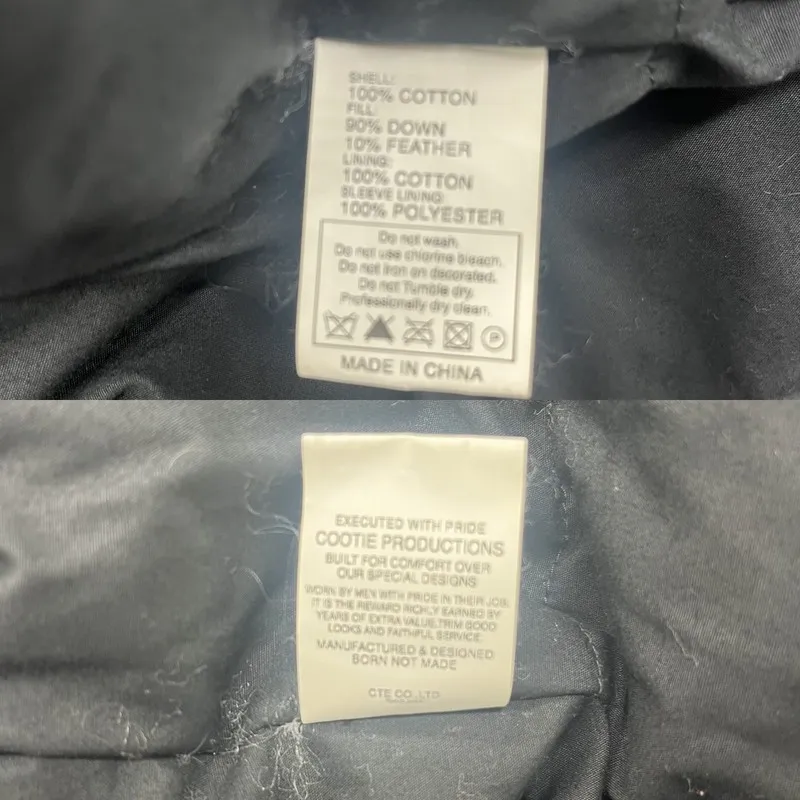 SHELL:
100% COTTON
FILL:
90% DOWN
10% FEATHER
LINING:
100% COTTON
SLEEVE LINING:
100% POLYESTER
Do not wash.
Do not use chlorine bleach.
Do not iron on decorated.
Do not Tumble dry.
Professionally dry clean.
P
MADE IN CHINA
EXECUTED WITH PRIDE
COOTIE PRODUCTIONS
BUILT FOR COMFORT OVER
OUR SPECIAL DESIGNS
WORN BY MEN WITH PRIDE IN THEIR JOB.
IT IS THE REWARD RICHLY EARNED BY
YEARS OF EXTRA VALUE,TRIM GOOD
LOOKS AND FAITHFUL SERVICE
MANUFACTURED & DESIGNED
BORN NOT MADE
CTE CO.,LTD